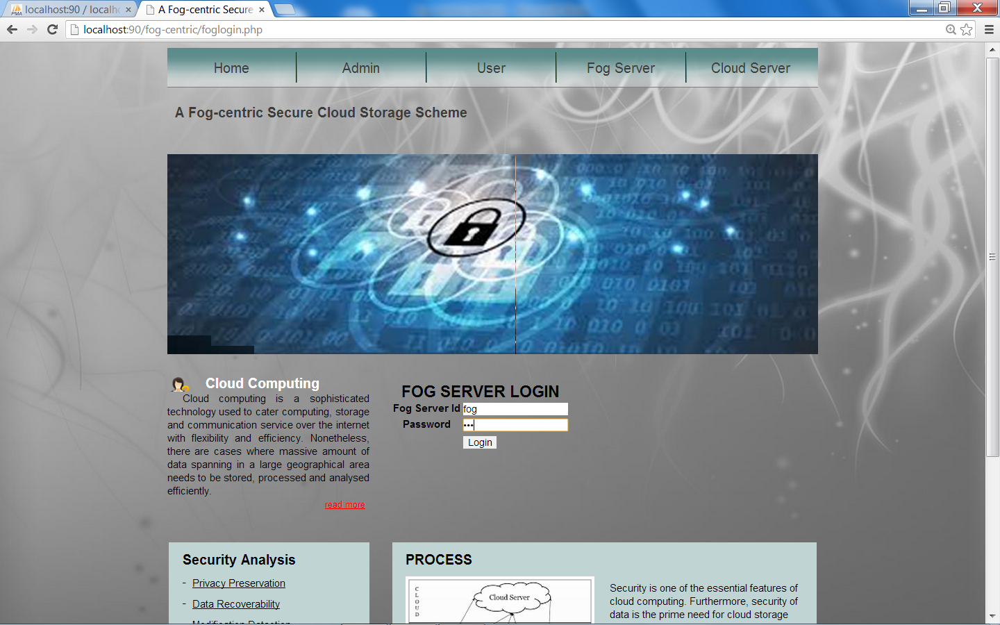 localhost:90 / localho
A Fog-centric Secure
localhost:90/fog-centric/foglogin.php
Home
Admin
User
Fog Server
Cloud Server
A Fog-centric Secure Cloud Storage Scheme
Cloud Computing
Cloud computing is a sophisticated
technology used to cater computing, storage
and communication service over the internet
with flexibility and efficiency. Nonetheless,
there are cases where massive amount of
data spanning in a large geographical area
needs to be stored, processed and analysed
efficiently.
read more
FOG SERVER LOGIN
Fog Server Id fog
Password •••
Login
Security Analysis
- Privacy Preservation
- Data Recoverability
- Modification Detection
PROCESS
CLOUD
Cloud Server
Security is one of the essential features of
cloud computing. Furthermore, security of
data is the prime need for cloud storage